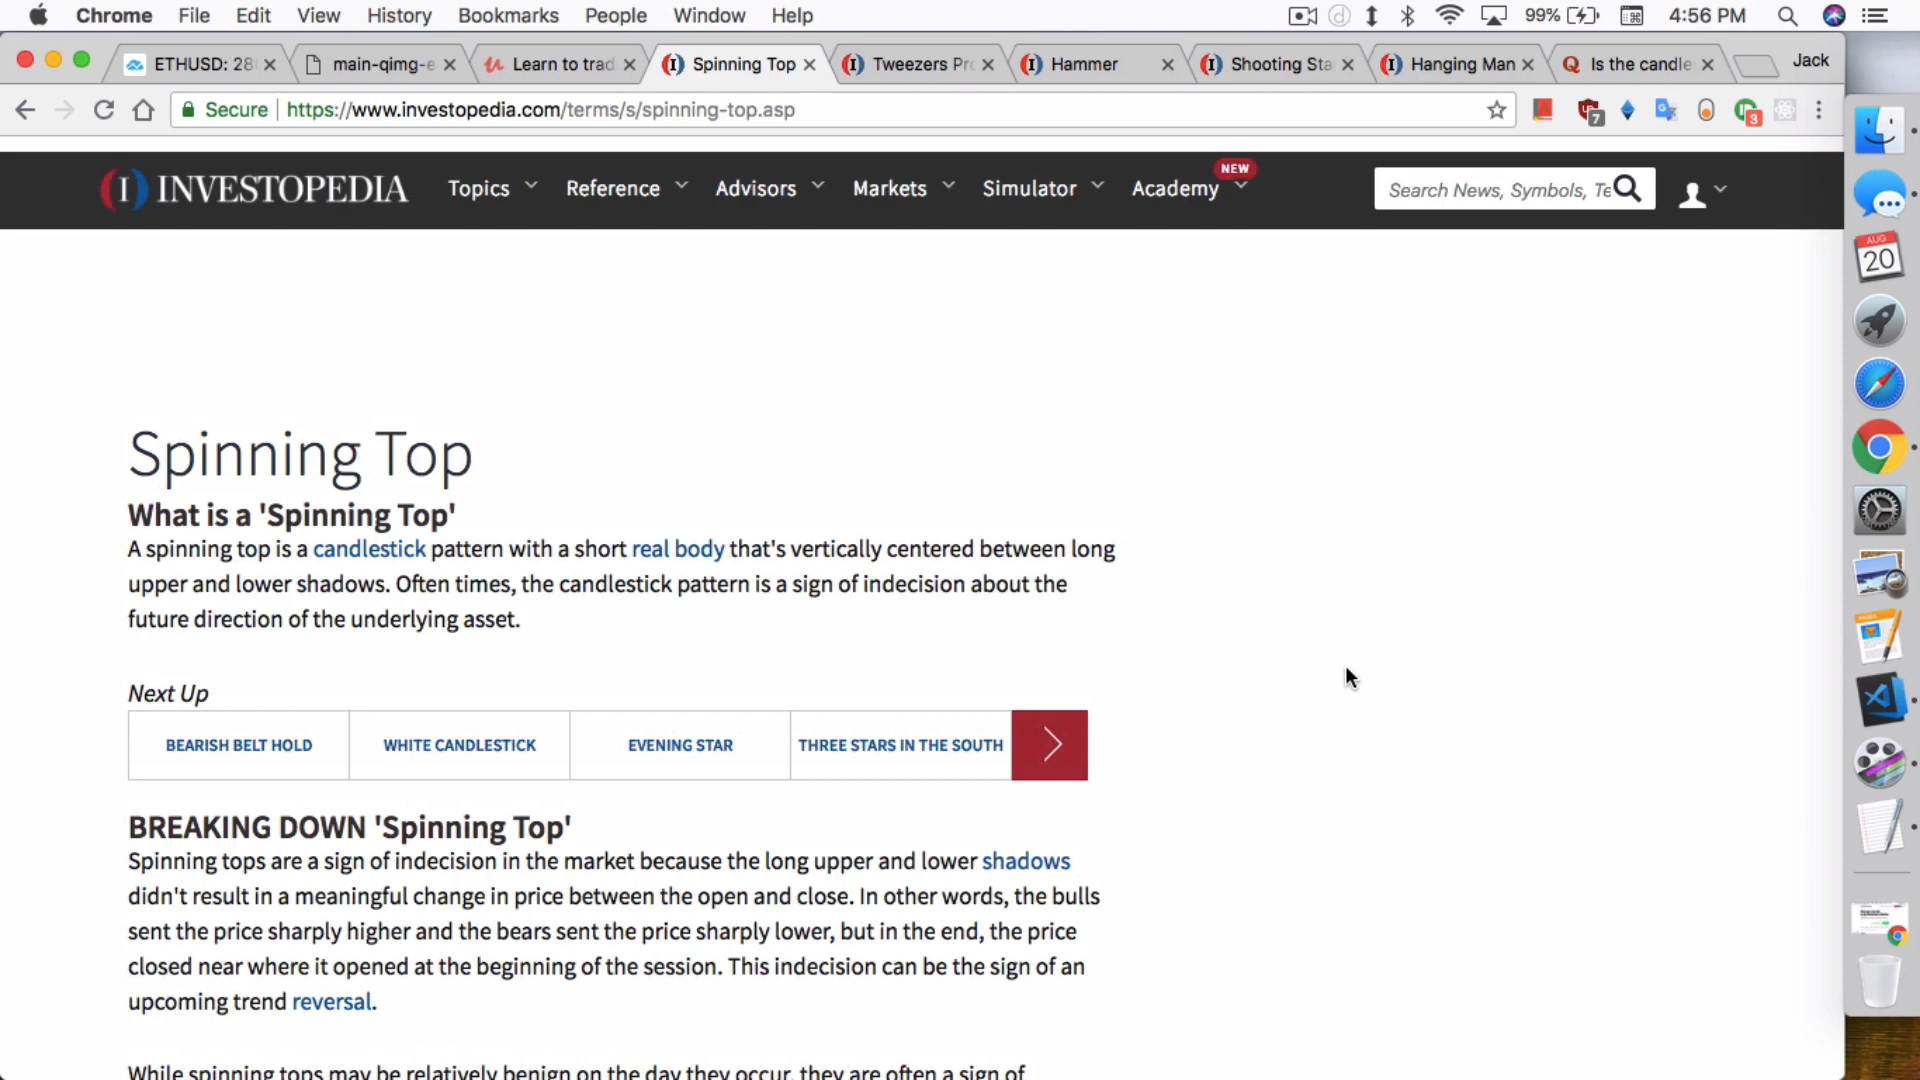 Chrome File Edit View History Bookmarks People Window Help 99% 4:56 PM
ETHUSD: 28 main-qimg-e Learn to trad Spinning Top Tweezers Pr Hammer Shooting Sta Hanging Man Is the candle Jack
Secure https://www.investopedia.com/terms/s/spinning-top.asp 7 3
INVESTOPEDIA Topics Reference Advisors Markets Simulator Academy NEW Search News, Symbols, Te
AUG
20
Spinning Top
What is a 'Spinning Top'
A spinning top is a candlestick pattern with a short real body that's vertically centered between long
upper and lower shadows. Often times, the candlestick pattern is a sign of indecision about the
future direction of the underlying asset.
Next Up
BEARISH BELT HOLD WHITE CANDLESTICK EVENING STAR THREE STARS IN THE SOUTH
BREAKING DOWN 'Spinning Top'
Spinning tops are a sign of indecision in the market because the long upper and lower shadows
didn't result in a meaningful change in price between the open and close. In other words, the bulls
sent the price sharply higher and the bears sent the price sharply lower, but in the end, the price
closed near where it opened at the beginning of the session. This indecision can be the sign of an
upcoming trend reversal.
While spinning tops may be relatively benign on the day they occur, they are often a sign of